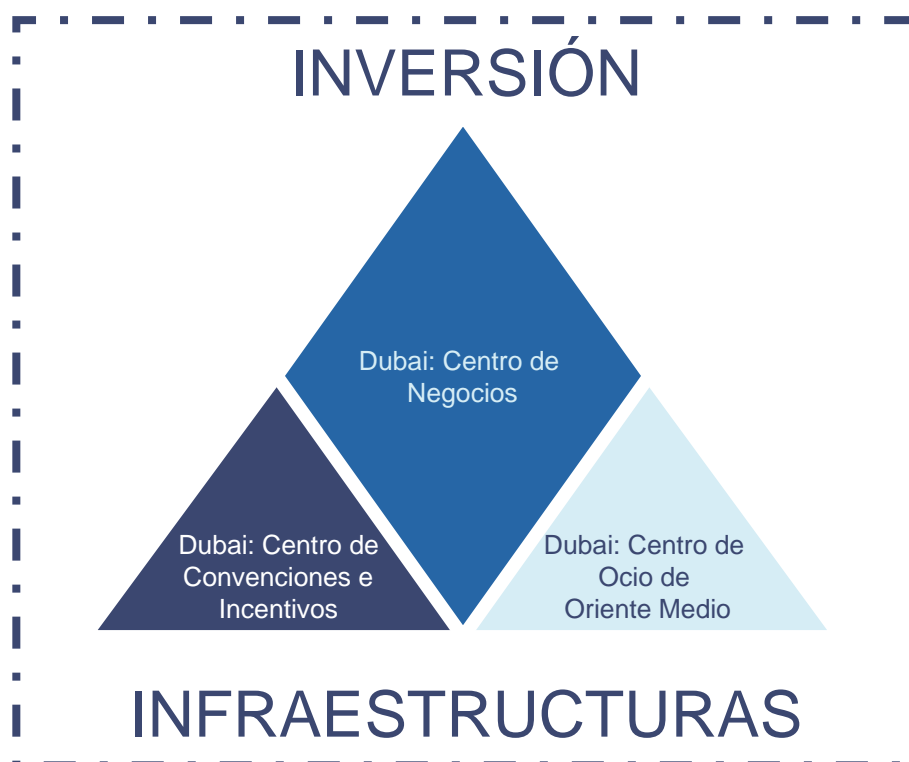 INVERSIÓN
Dubai: Centro de
Negocios
Dubai: Centro de
Convenciones e
Incentivos
Dubai: Centro de
Ocio de
Oriente Medio
INFRAESTRUCTURAS